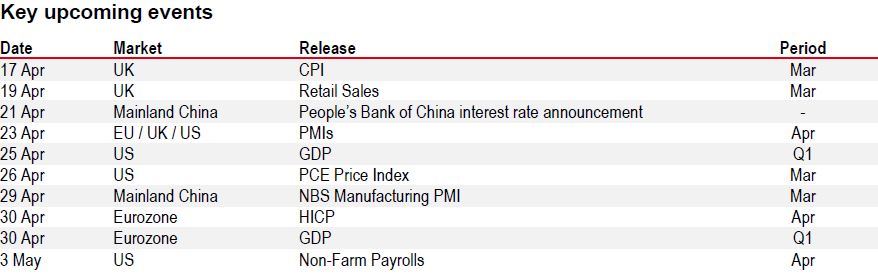 Key upcoming events
Date Market Release Period
17 Apr UK CPI Mar
19 Apr UK Retail Sales Mar
21 Apr Mainland China People's Bank of China interest rate announcement -
23 Apr EU / UK / US PMIs Apr
25 Apr US GDP Q1
26 Apr US PCE Price Index Mar
29 Apr Mainland China NBS Manufacturing PMI Mar
30 Apr Eurozone HICP Apr
30 Apr Eurozone GDP Q1
3 May US Non-Farm Payrolls Apr